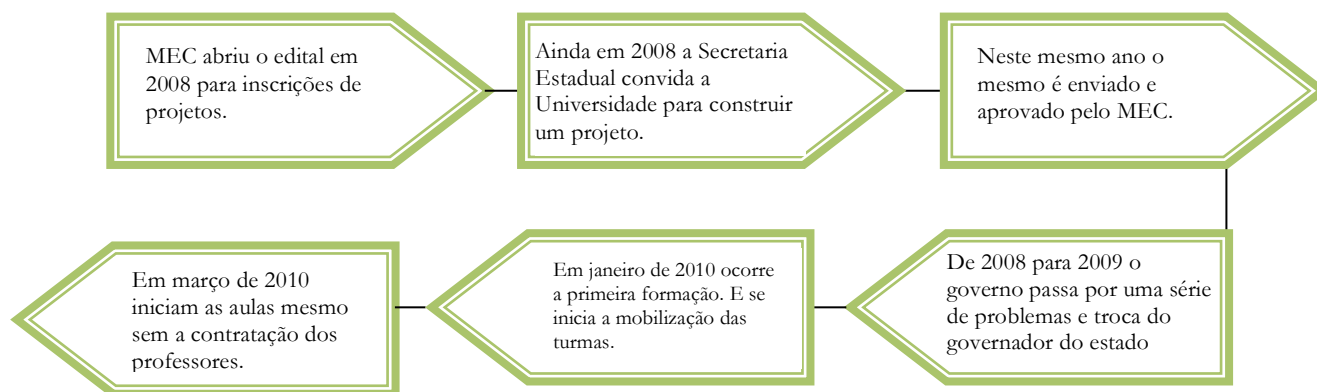 MEC abriu o edital em
2008 para inscrições de
projetos.
Ainda em 2008 a Secretaria
Estadual convida a
Universidade para construir
um projeto.
Neste mesmo ano o
mesmo é enviado e
aprovado pelo MEC.
De 2008 para 2009 o
governo passa por uma série
de problemas e troca do
governador do estado
Em janeiro de 2010 ocorre
a primeira formação. E se
inicia a mobilização das
turmas.
Em março de 2010
iniciam as aulas mesmo
sem a contratação dos
professores.